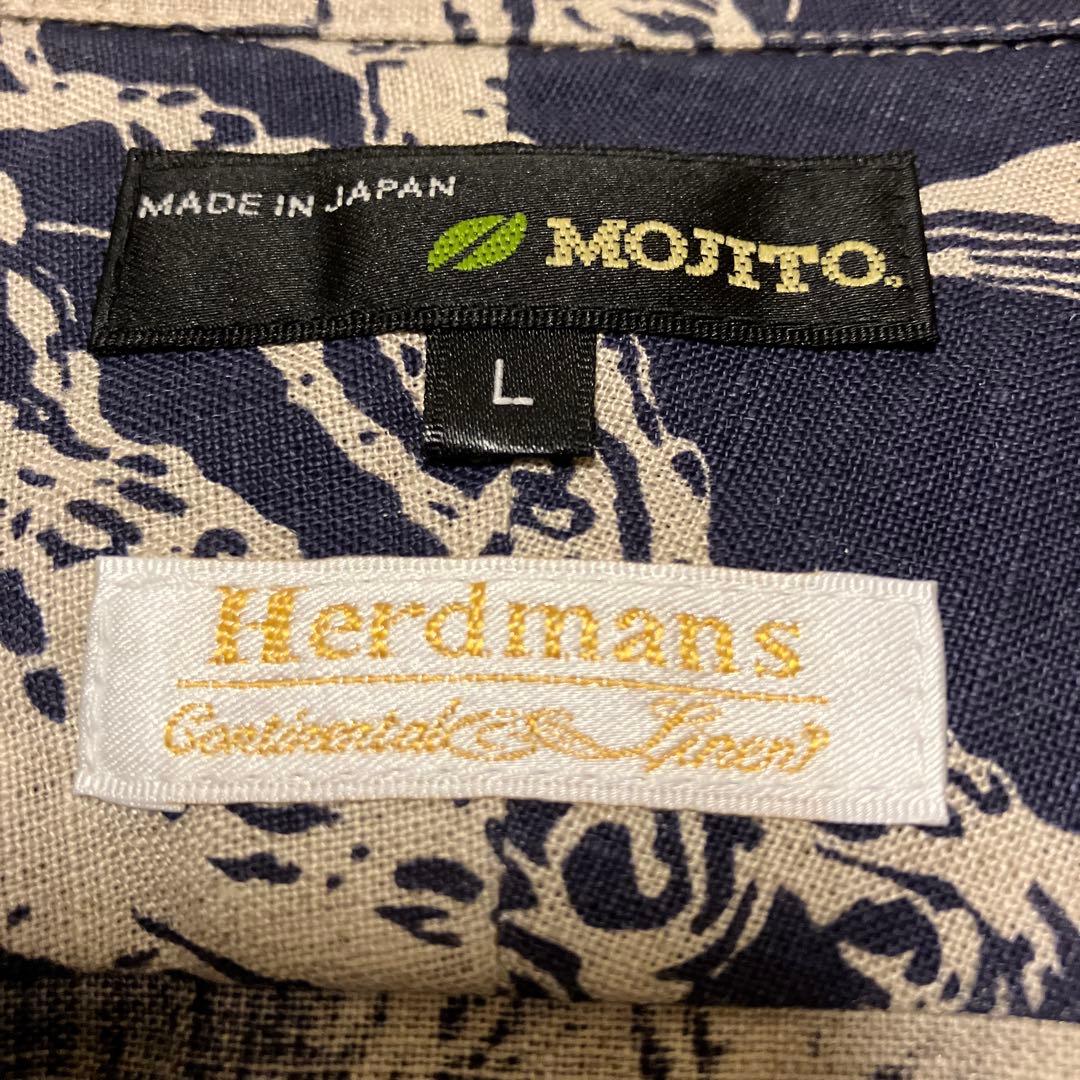 MADE IN JAPAN
MOJITO.
L
Herdmans
Continental Linen